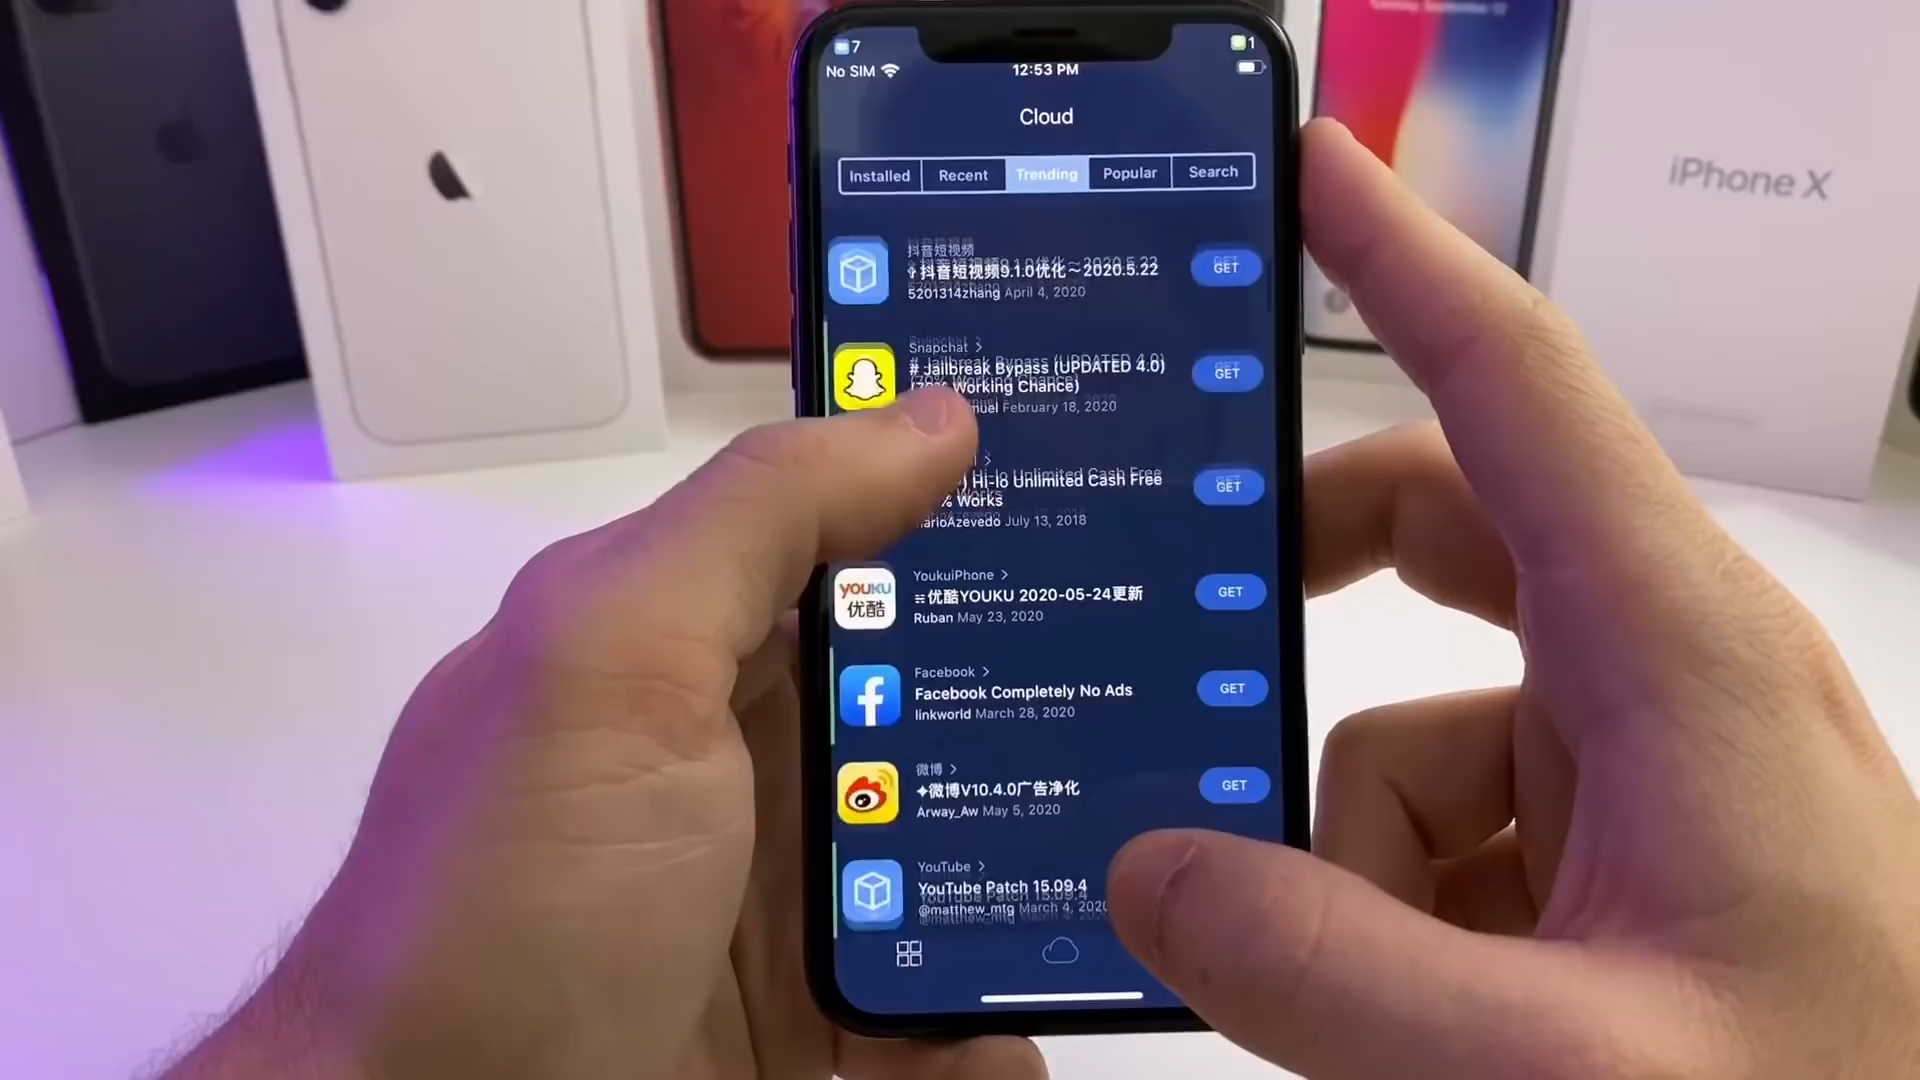 7
1
No SIM
12:53 PM
Cloud
Installed
Recent
Trending
Popular
Search
抖音短视频
✞抖音短视频9.1.0优化～2020.5.22
5201314zhang April 4, 2020
GET
Snapchat >
# Jailbreak Bypass (UPDATED 4.0)
Working Chance)
February 18, 2020
GET
Hi-lo Unlimited Cash Free
% Works
July 13, 2018
GET
YOUKU
优酷
YoukuiPhone >
优酷YOUKU 2020-05-24更新
Ruban May 23, 2020
GET
Facebook >
Facebook Completely No Ads
linkworld March 28, 2020
GET
微博 >
✦微博V10.4.0广告净化
Arway_Aw May 5, 2020
GET
YouTube >
YouTube Patch 15.09.4
@matthew_mtg March 4, 2020
iPhone X